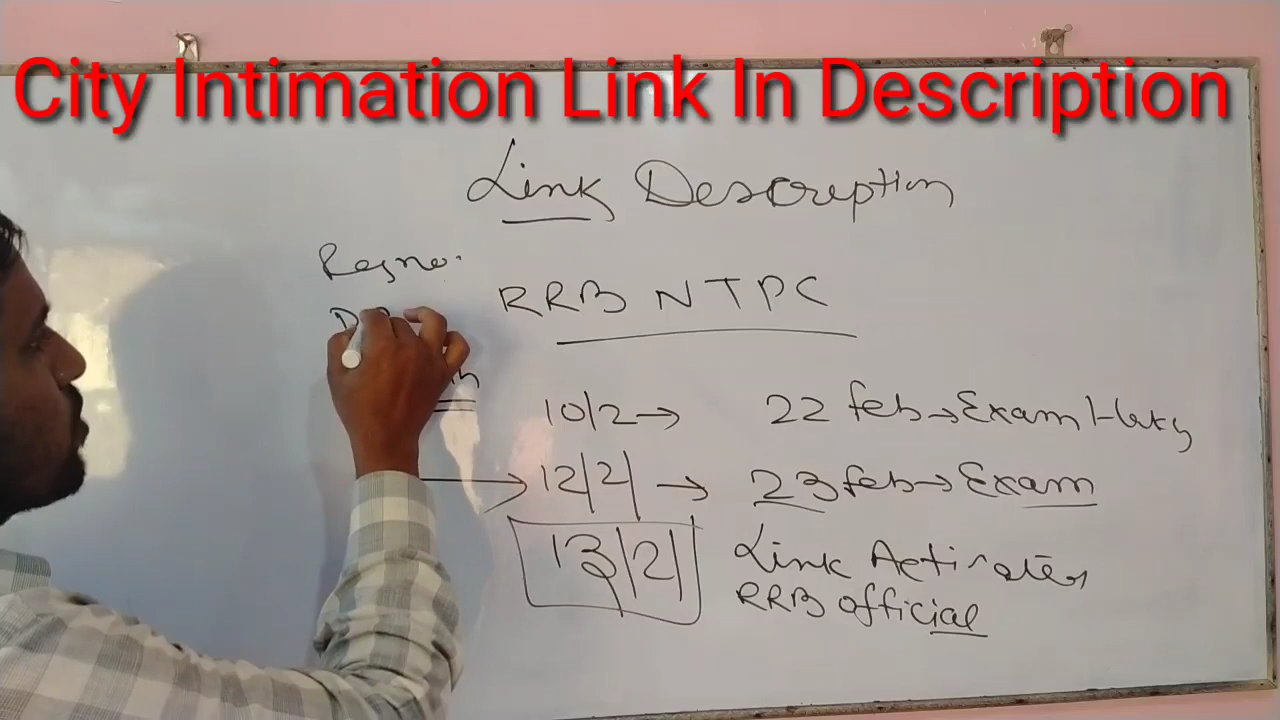 City Intimation Link In Description
Link Description
Regno.
RRB NTPC
10/2→ 22 feb→Exam
12/2/ → 23 feb→ Exam
13/2/ Link Activates
RRB official